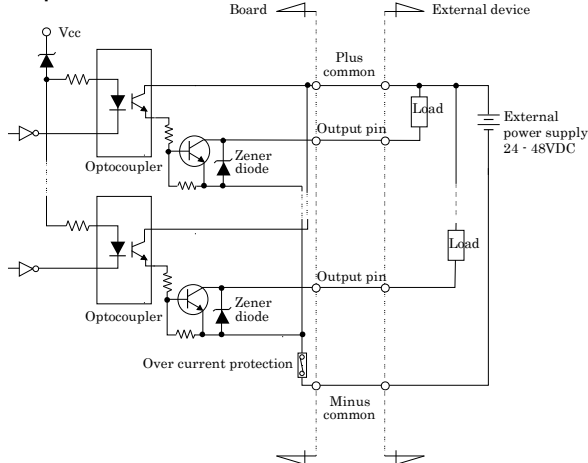 Board
External device
Vcc
Plus
common
Load
External
power supply
24 - 48VDC
Output pin
Zener
diode
Optocoupler
Load
Output pin
Zener
diode
Optocoupler
Over current protection
Minus
common